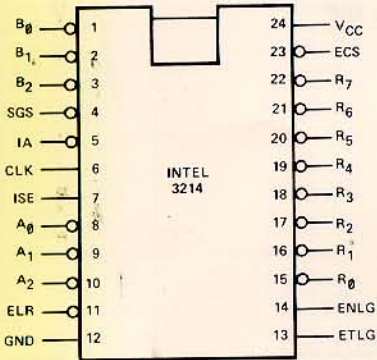 B0 1 24 VCC
B1 2 23 ECS
B2 3 22 R7
SGS 4 21 R6
IA 5 20 R5
CLK 6 19 R4
INTEL
3214
ISE 7 18 R3
A0 8 17 R2
A1 9 16 R1
A2 10 15 R0
ELR 11 14 ENLG
GND 12 13 ETLG